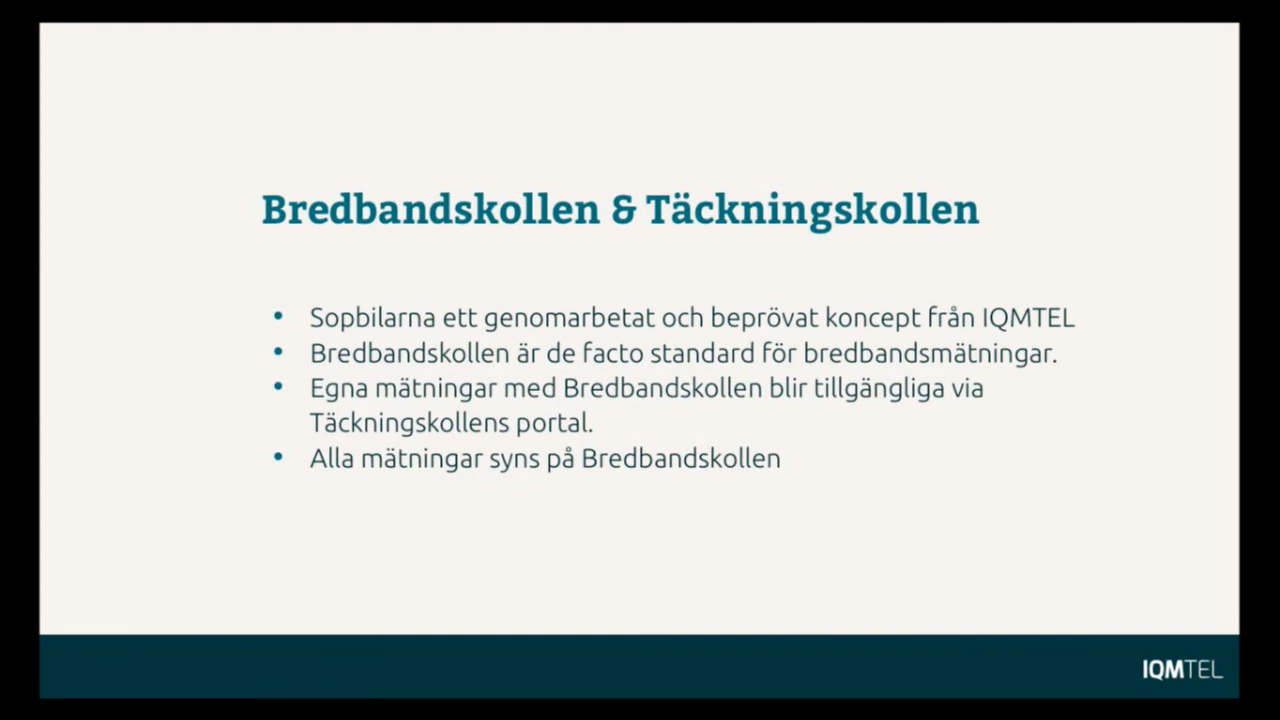 Bredbandskollen & Täckningskollen
• Sopbilarna ett genomarbetat och beprövat koncept från IQMTEL
• Bredbandskollen är de facto standard för bredbandsmätningar.
• Egna mätningar med Bredbandskollen blir tillgängliga via
Täckningskollens portal.
• Alla mätningar syns på Bredbandskollen
IQMTEL